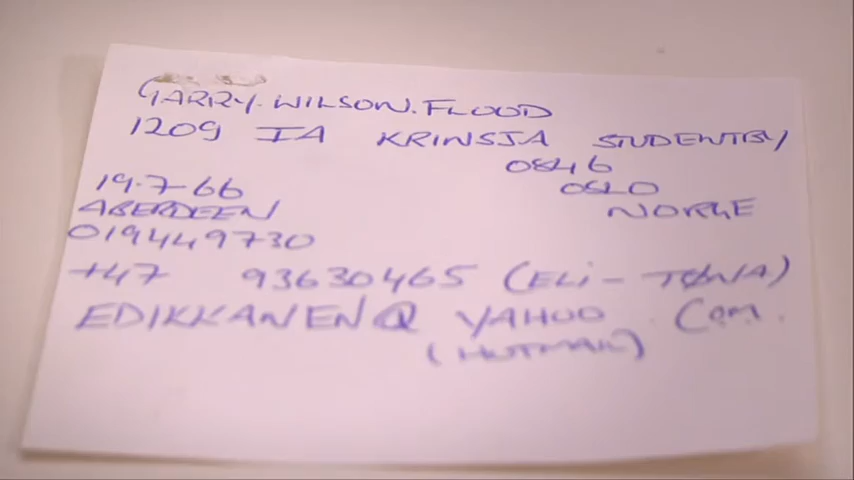 GARRY.WILSON.FLOOD
1209 IA KRINSJA STUDENTBY
0846
OSLO
NORGE
19.7-66
ABERDEEN
019449730
+47 93630465 (ELI-TONJA)
EDIKKANEN@ YAHOO . COM.
(HOTMAIL)